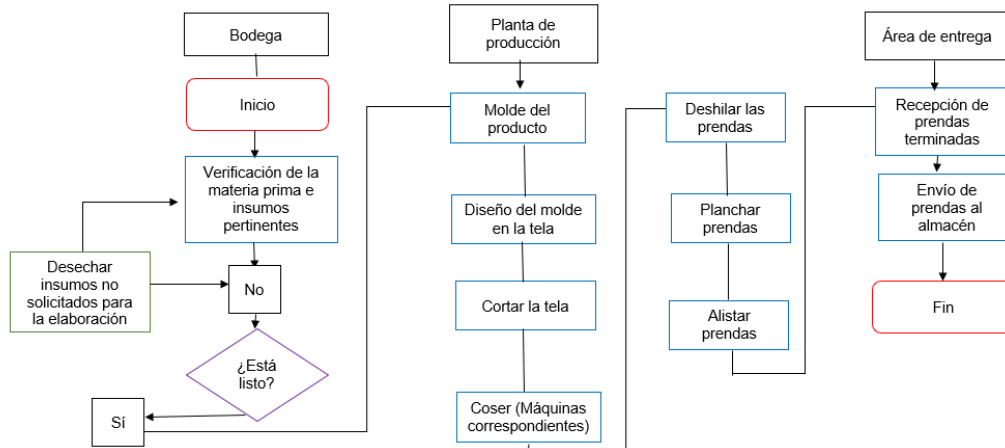 Bodega
Inicio
Verificación de la
materia prima e
insumos
pertinentes
Desechar
insumos no
solicitados para
la elaboración
No
¿Está
listo?
Sí
Planta de
producción
Molde del
producto
Diseño del molde
en la tela
Cortar la tela
Coser (Máquinas
correspondientes)
Deshilar las
prendas
Planchar
prendas
Alistar
prendas
Área de entrega
Recepción de
prendas
terminadas
Envío de
prendas al
almacén
Fin